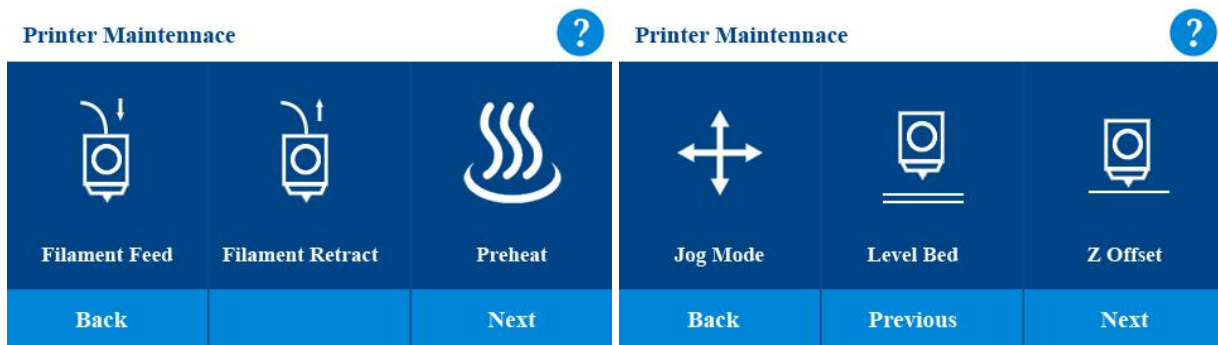 Printer Maintennace ?
Filament Feed Filament Retract Preheat
Back Next
Printer Maintennace ?
Jog Mode Level Bed Z Offset
Back Previous Next